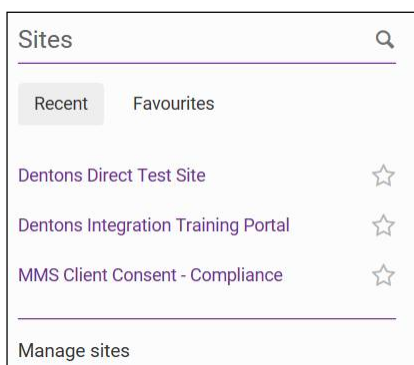 Sites
Recent Favourites
Dentons Direct Test Site
Dentons Integration Training Portal
MMS Client Consent - Compliance
Manage sites